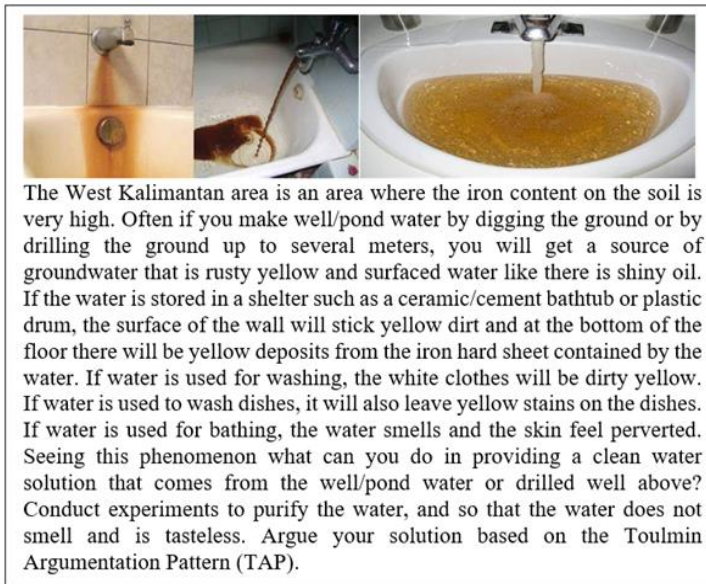 The West Kalimantan area is an area where the iron content on the soil is
very high. Often if you make well/pond water by digging the ground or by
drilling the ground up to several meters, you will get a source of
groundwater that is rusty yellow and surfaced water like there is shiny oil.
If the water is stored in a shelter such as a ceramic/cement bathtub or plastic
drum, the surface of the wall will stick yellow dirt and at the bottom of the
floor there will be yellow deposits from the iron hard sheet contained by the
water. If water is used for washing, the white clothes will be dirty yellow.
If water is used to wash dishes, it will also leave yellow stains on the dishes.
If water is used for bathing, the water smells and the skin feel perverted.
Seeing this phenomenon what can you do in providing a clean water
solution that comes from the well/pond water or drilled well above?
Conduct experiments to purify the water, and so that the water does not
smell and is tasteless. Argue your solution based on the Toulmin
Argumentation Pattern (TAP).